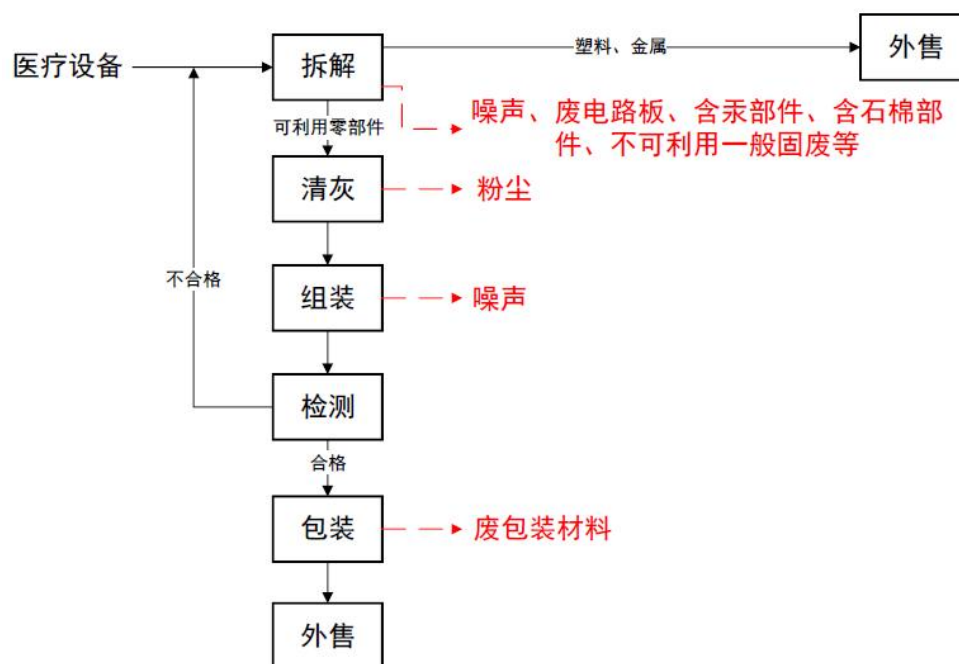 塑料、金属
外售
医疗设备
拆解
噪声、废电路板、含汞部件、含石棉部
件、不可利用一般固废等
可利用零部件
清灰
粉尘
不合格
组装
噪声
检测
合格
包装
废包装材料
外售